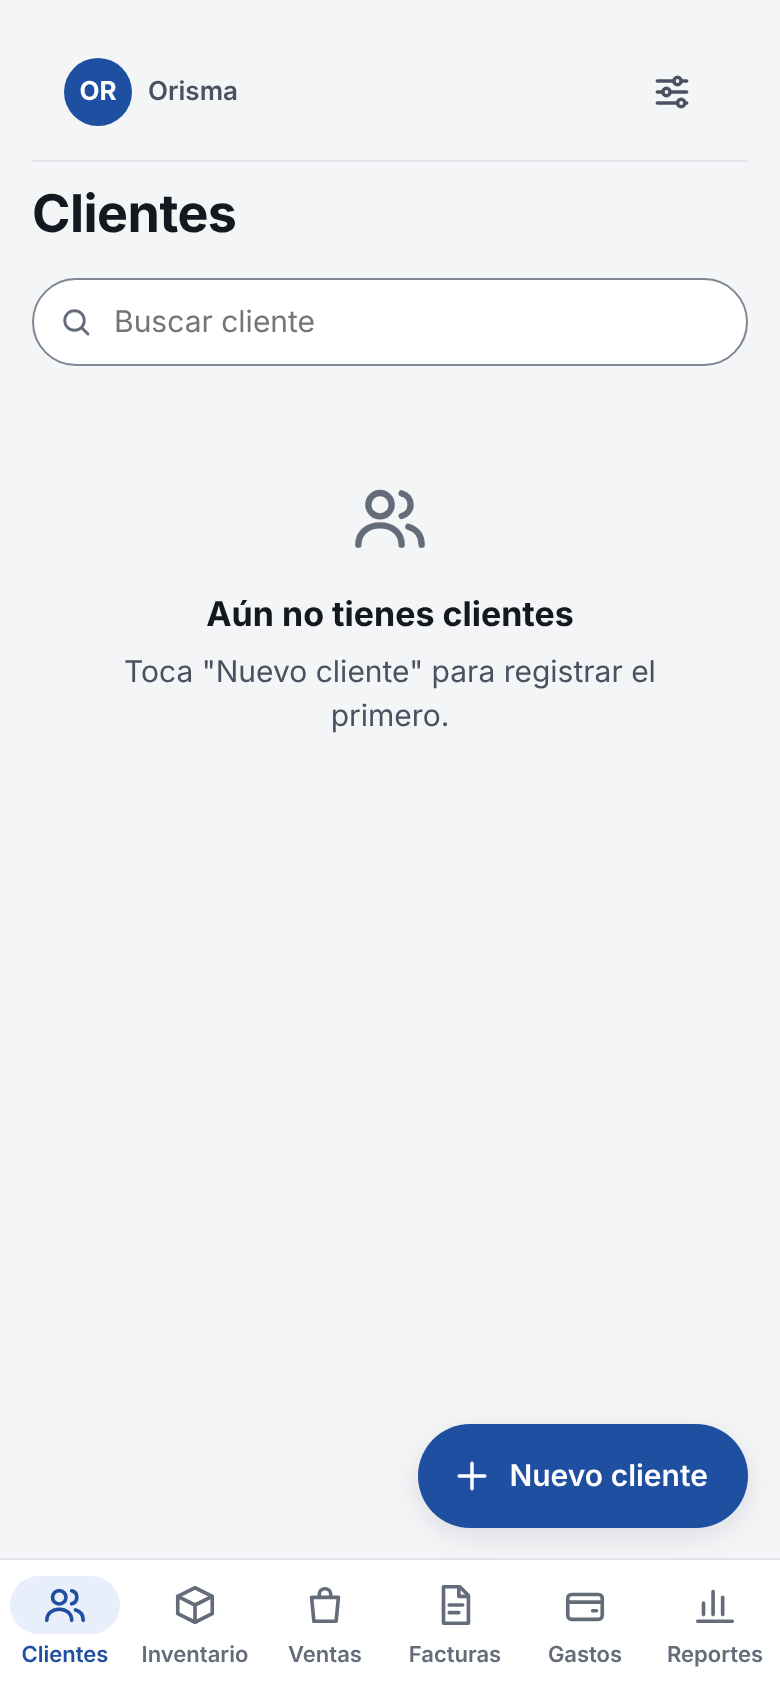 OR Orisma
Clientes
Buscar cliente
Aún no tienes clientes
Toca "Nuevo cliente" para registrar el
primero.
Nuevo cliente
Clientes Inventario Ventas Facturas Gastos Reportes